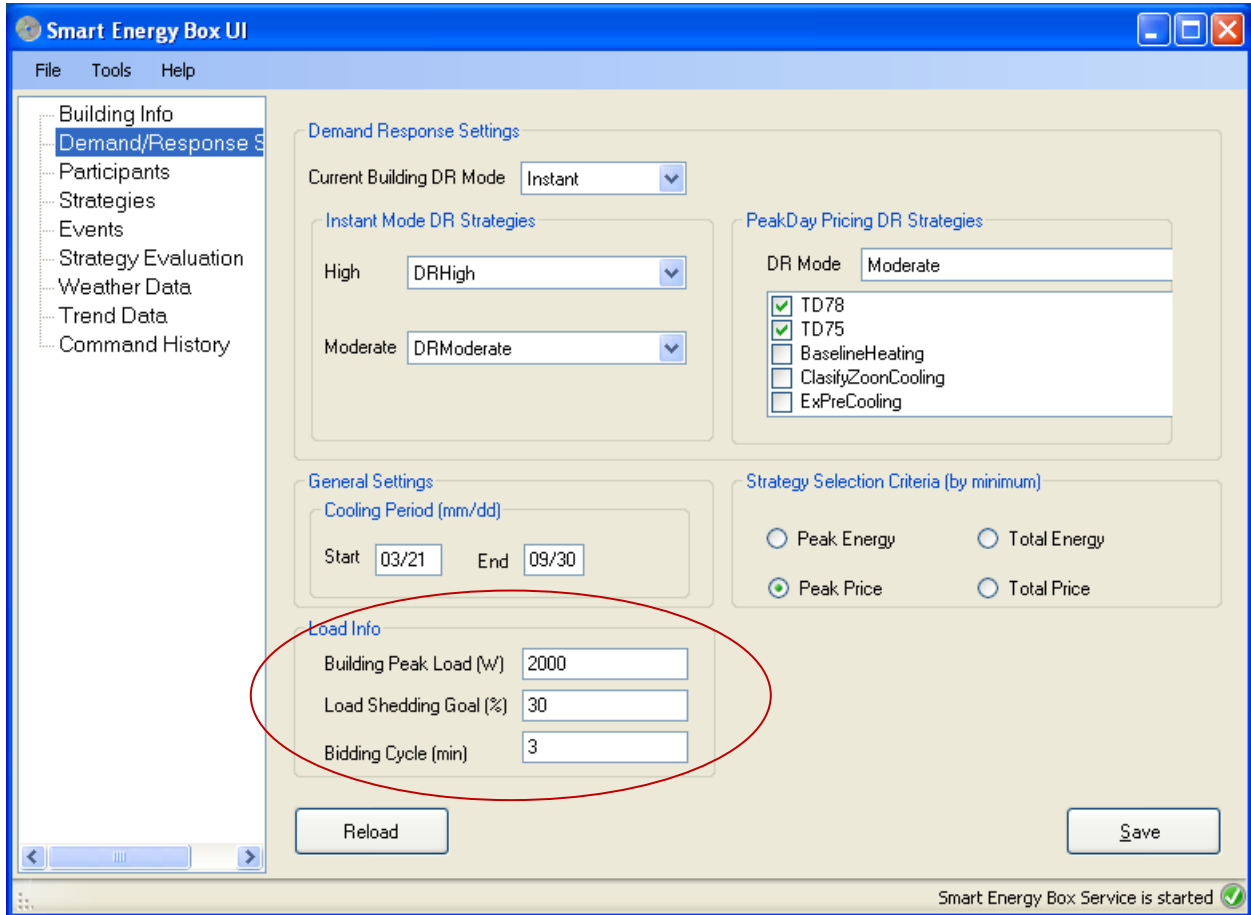 Smart Energy Box UI
File Tools Help
Building Info
Demand/Response S
Participants
Strategies
Events
Strategy Evaluation
Weather Data
Trend Data
Command History
Demand Response Settings
Current Building DR Mode Instant
Instant Mode DR Strategies
High DRHigh
Moderate DRModerate
PeakDay Pricing DR Strategies
DR Mode Moderate
TD78
TD75
BaselineHeating
ClasifyZoonCooling
ExPreCooling
General Settings
Cooling Period (mm/dd)
Start 03/21 End 09/30
Strategy Selection Criteria (by minimum)
Peak Energy Total Energy
Peak Price Total Price
Load Info
Building Peak Load (W) 2000
Load Shedding Goal (%) 30
Bidding Cycle (min) 3
Reload Save
Smart Energy Box Service is started